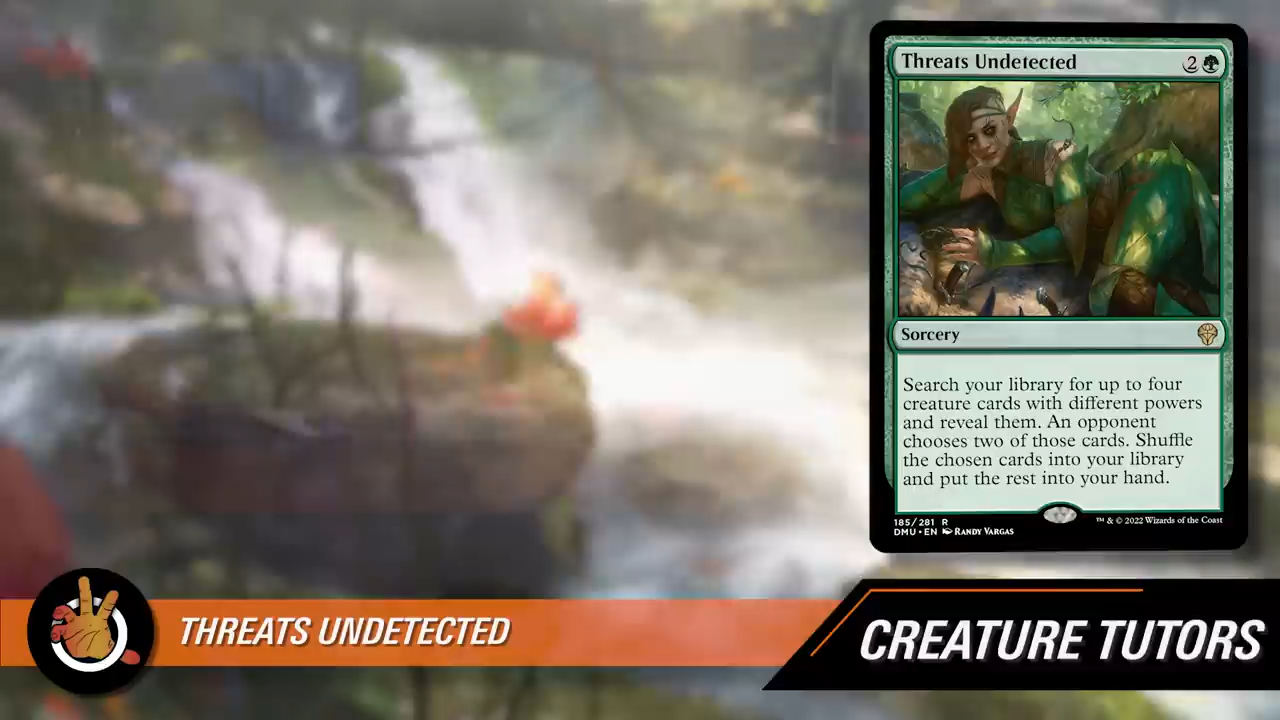 Threats Undetected 2
Sorcery
Search your library for up to four
creature cards with different powers
and reveal them. An opponent
chooses two of those cards. Shuffle
the chosen cards into your library
and put the rest into your hand.
185/281 R
DMU • EN RANDY VARGAS
™ & © 2022 Wizards of the Coast
THREATS UNDETECTED
CREATURE TUTORS